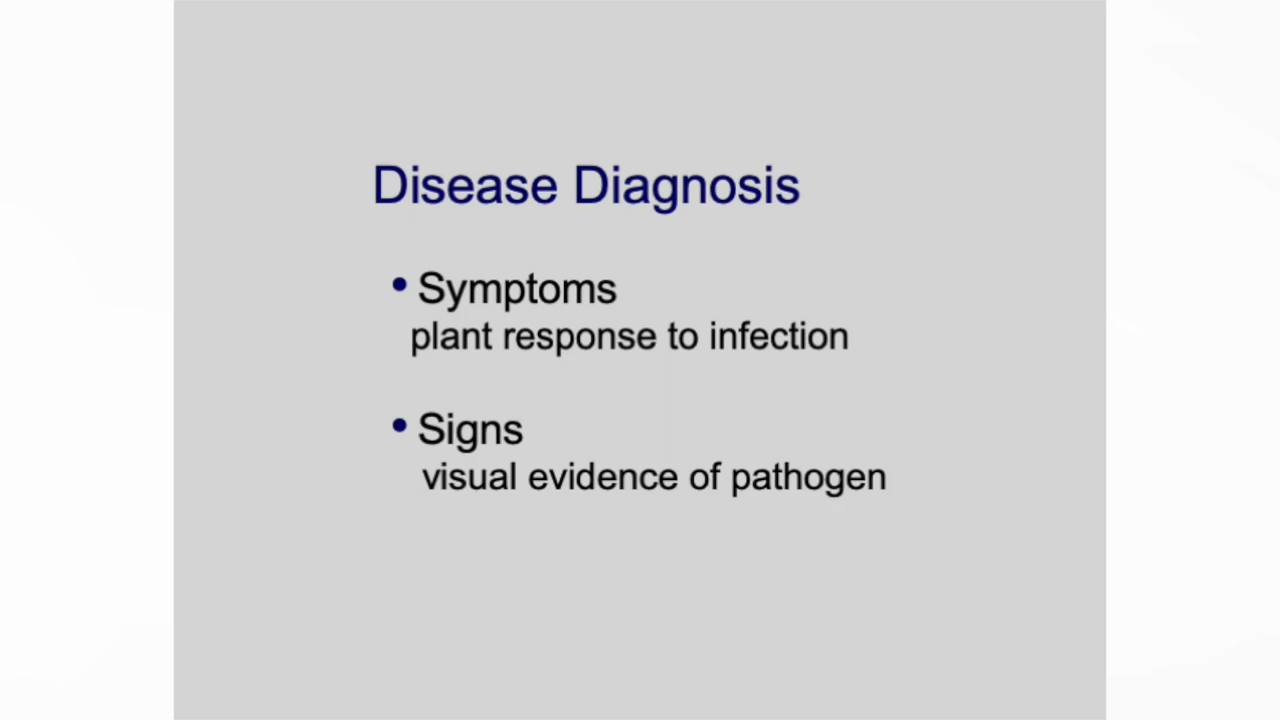 Disease Diagnosis
• Symptoms
plant response to infection
• Signs
visual evidence of pathogen